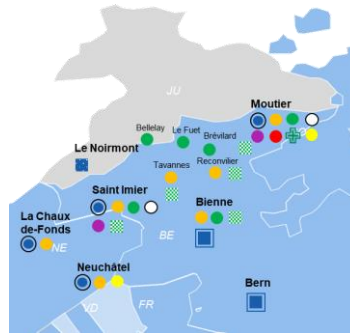 JU
Moutier
Bellelay
Le Fuet
Brévilard
Le Noirmont
Tavannes
Reconvilier
Saint Imier
Bienne
La Chaux
de-Fonds
NE
BE
Neuchâtel
VD
FR
Bern